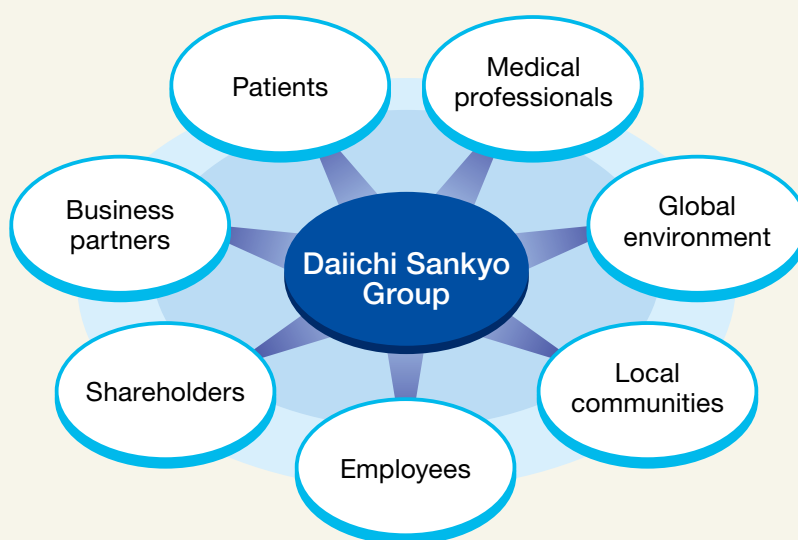 Patients
Medical
professionals
Business
partners
Global
environment
Daiichi Sankyo
Group
Shareholders
Local
communities
Employees